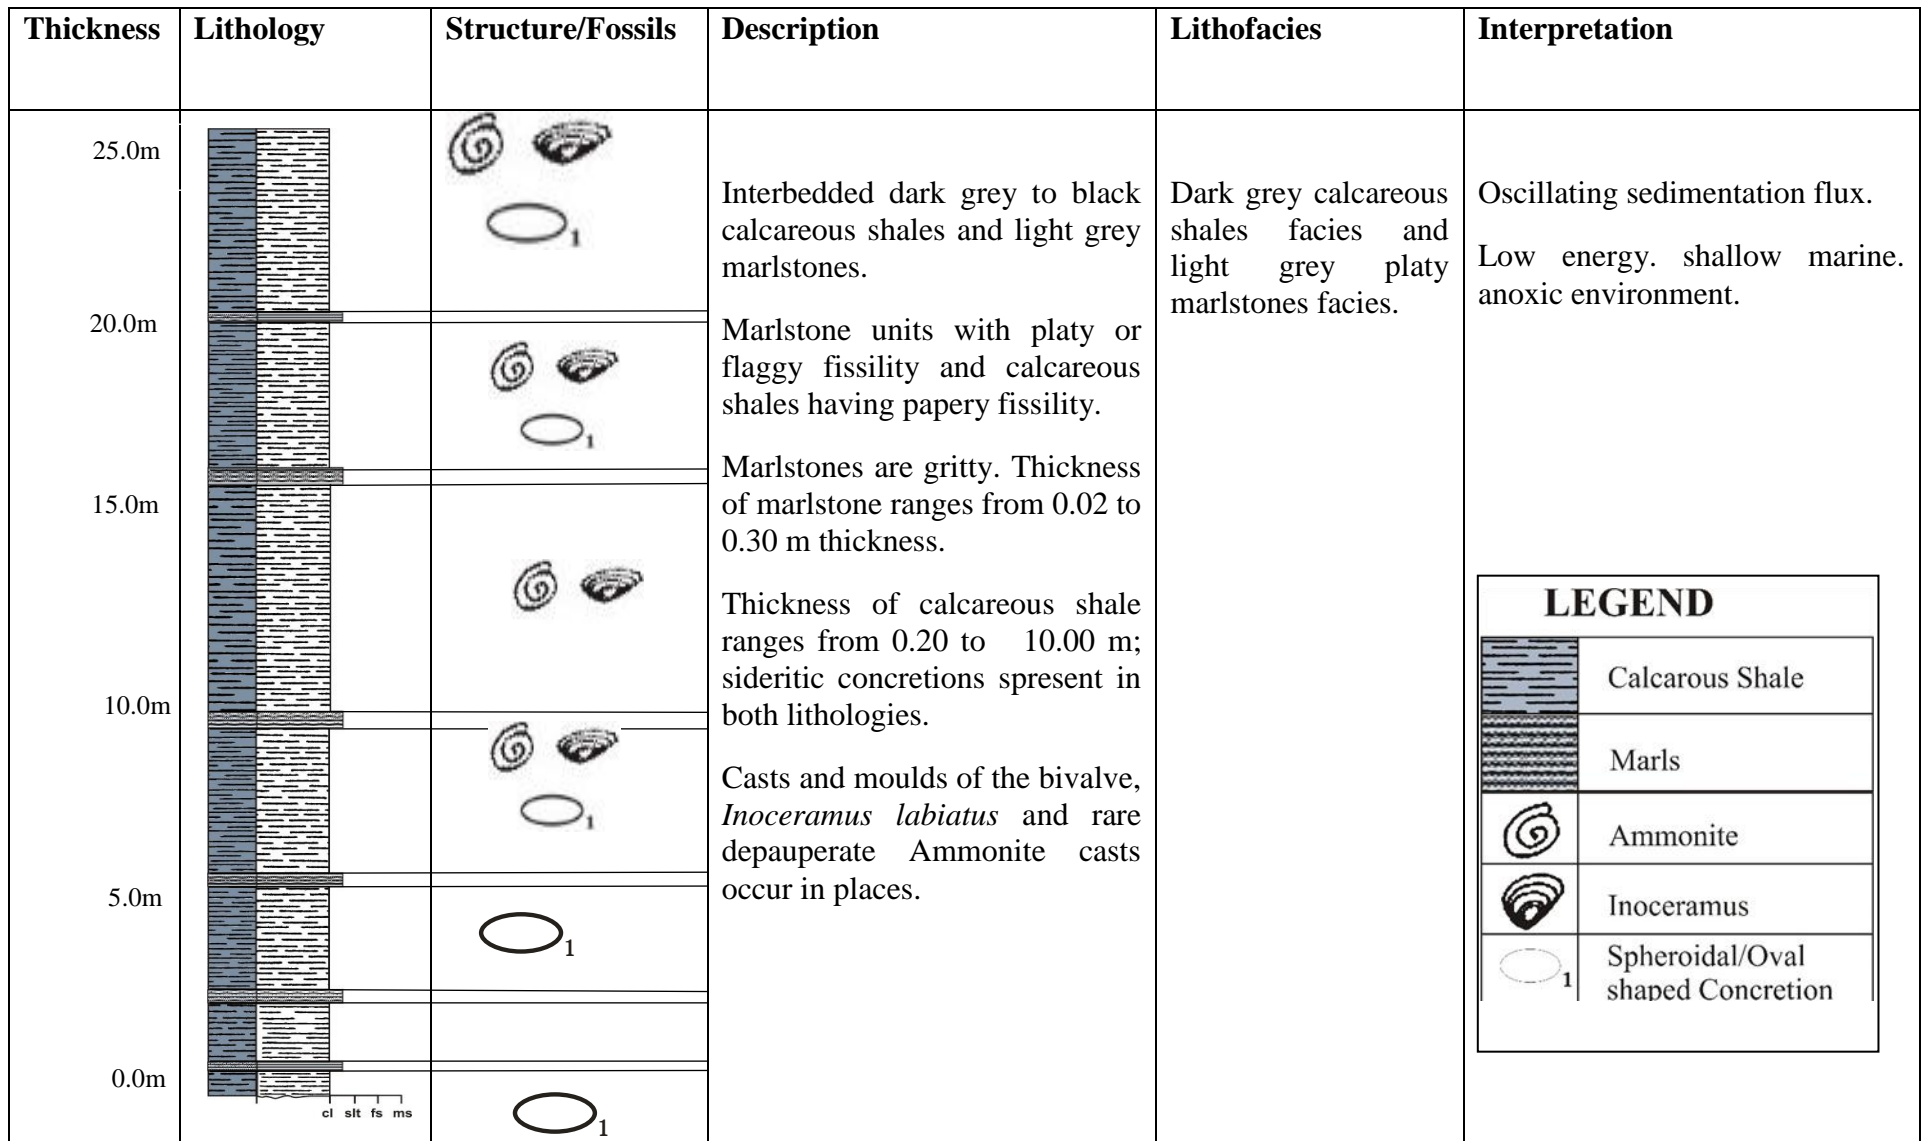 Thickness
Lithology
Structure/Fossils
Description
Lithofacies
Interpretation
25.0m
20.0m
15.0m
10.0m
5.0m
0.0m
cl slt fs ms
1
1
1
1
1
Interbedded dark grey to black
calcareous shales and light grey
marlstones.
Marlstone units with platy or
flaggy fissility and calcareous
shales having papery fissility.
Marlstones are gritty. Thickness
of marlstone ranges from 0.02 to
0.30 m thickness.
Thickness of calcareous shale
ranges from 0.20 to 10.00 m;
sideritic concretions spresent in
both lithologies.
Casts and moulds of the bivalve,
Inoceramus labiatus and rare
depauperate Ammonite casts
occur in places.
Dark grey calcareous
shales facies and
light grey platy
marlstones facies.
Oscillating sedimentation flux.
Low energy. shallow marine.
anoxic environment.
LEGEND
Calcarous Shale
Marls
Ammonite
Inoceramus
1
Spheroidal/Oval
shaped Concretion